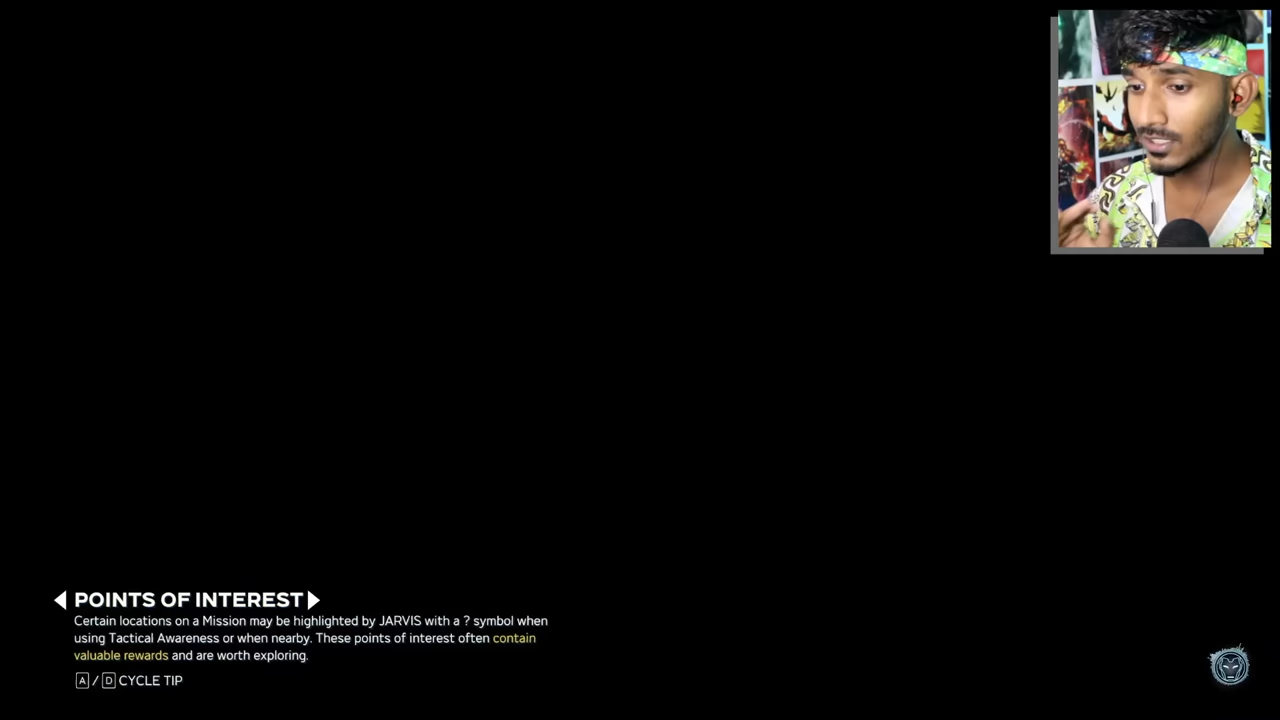 POINTS OF INTEREST
Certain locations on a Mission may be highlighted by JARVIS with a ? symbol when
using Tactical Awareness or when nearby. These points of interest often contain
valuable rewards and are worth exploring.
A / D CYCLE TIP